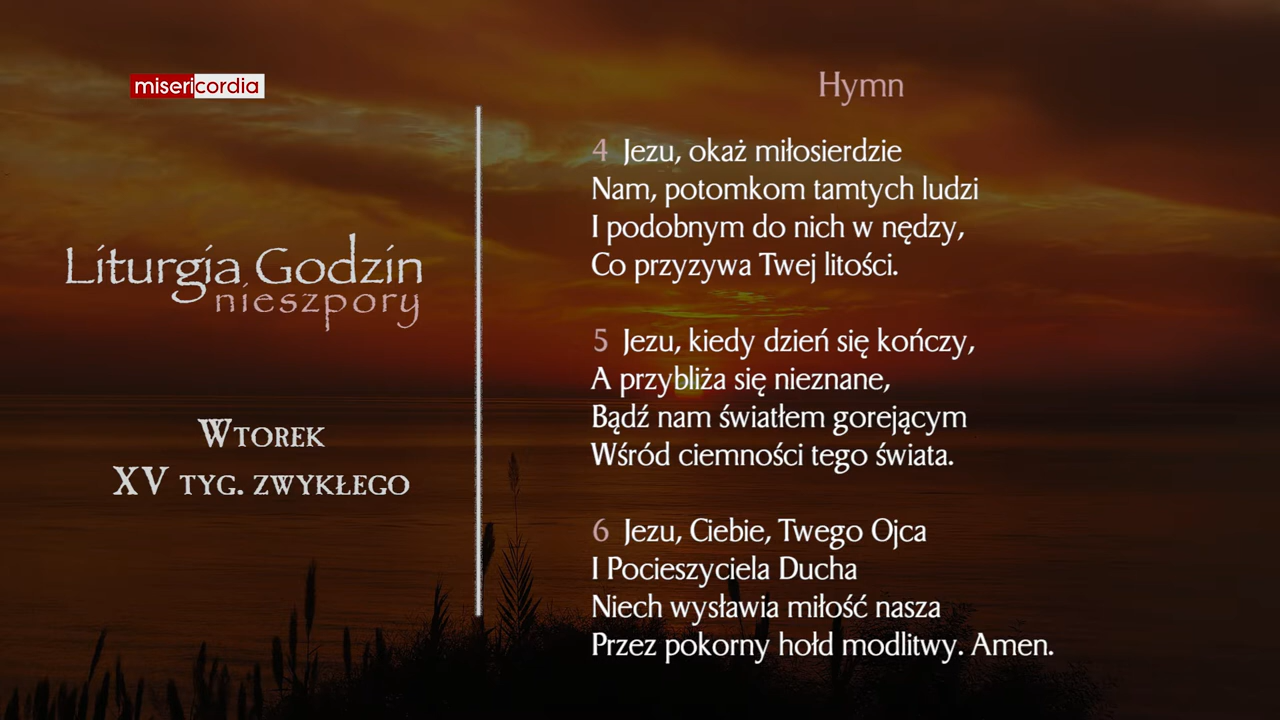 misericordia
Liturgia Godzin
nieszpory
Wtorek
XV tyg. zwykłego
Hymn
4 Jezu, okaż miłosierdzie
Nam, potomkom tamtych ludzi
I podobnym do nich w nędzy,
Co przyzywa Twej litości.
5 Jezu, kiedy dzień się kończy,
A przybliża się nieznane,
Bądź nam światłem gorejącym
Wśród ciemności tego świata.
6 Jezu, Ciebie, Twego Ojca
I Pocieszyciela Ducha
Niech wysławia miłość nasza
Przez pokorny hołd modlitwy. Amen.